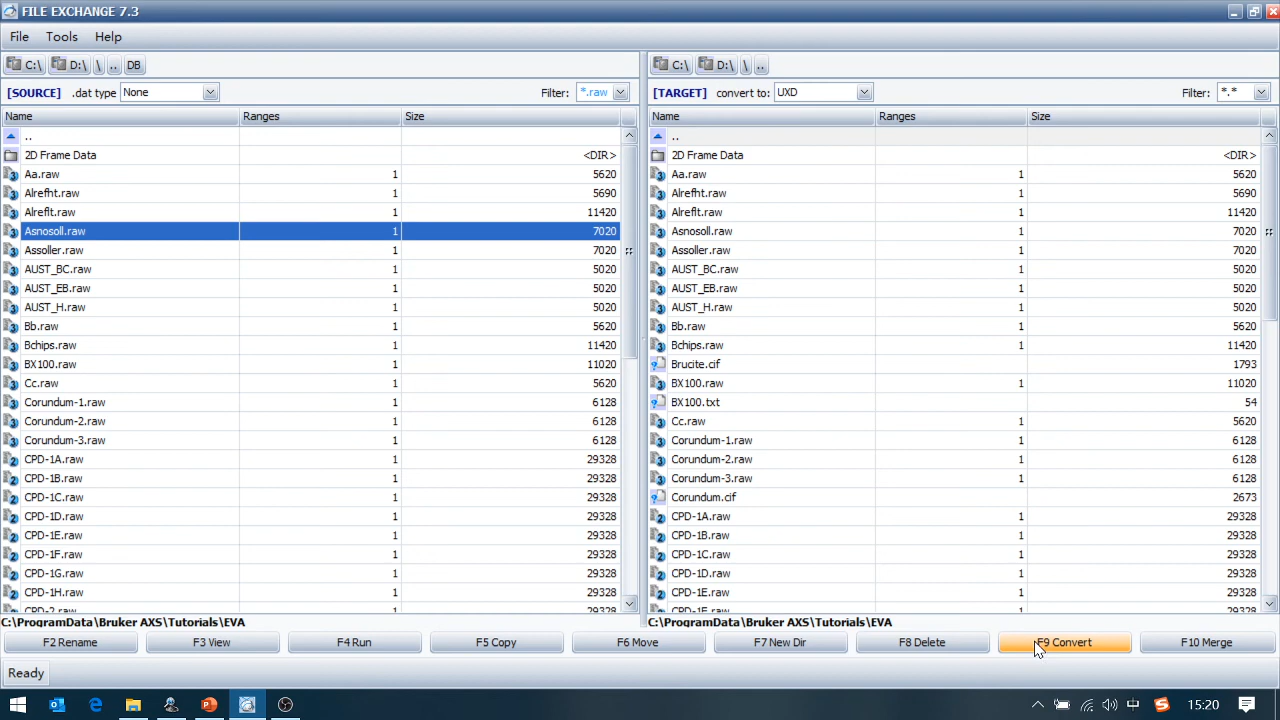 FILE EXCHANGE 7.3
File Tools Help
C:\ D:\ \ .. DB
C:\ D:\ \ ..
[SOURCE] .dat type None Filter: *.raw
[TARGET] convert to: UXD Filter: *.*
Name Ranges Size
..
2D Frame Data <DIR>
Aa.raw 1 5620
Alrefht.raw 1 5690
Alreflt.raw 1 11420
Asnosoll.raw 1 7020
Assoller.raw 1 7020
AUST_BC.raw 1 5020
AUST_EB.raw 1 5020
AUST_H.raw 1 5020
Bb.raw 1 5620
Bchips.raw 1 11420
BX100.raw 1 11020
Cc.raw 1 5620
Corundum-1.raw 1 6128
Corundum-2.raw 1 6128
Corundum-3.raw 1 6128
CPD-1A.raw 1 29328
CPD-1B.raw 1 29328
CPD-1C.raw 1 29328
CPD-1D.raw 1 29328
CPD-1E.raw 1 29328
CPD-1F.raw 1 29328
CPD-1G.raw 1 29328
CPD-1H.raw 1 29328
CPD-2.raw 1 29328
C:\ProgramData\Bruker AXS\Tutorials\EVA
Name Ranges Size
..
2D Frame Data <DIR>
Aa.raw 1 5620
Alrefht.raw 1 5690
Alreflt.raw 1 11420
Asnosoll.raw 1 7020
Assoller.raw 1 7020
AUST_BC.raw 1 5020
AUST_EB.raw 1 5020
AUST_H.raw 1 5020
Bb.raw 1 5620
Bchips.raw 1 11420
Brucite.cif 1793
BX100.raw 1 11020
BX100.txt 54
Cc.raw 1 5620
Corundum-1.raw 1 6128
Corundum-2.raw 1 6128
Corundum-3.raw 1 6128
Corundum.cif 2673
CPD-1A.raw 1 29328
CPD-1B.raw 1 29328
CPD-1C.raw 1 29328
CPD-1D.raw 1 29328
CPD-1E.raw 1 29328
CPD-1F.raw 1 29328
C:\ProgramData\Bruker AXS\Tutorials\EVA
F2 Rename F3 View F4 Run F5 Copy F6 Move F7 New Dir F8 Delete F9 Convert F10 Merge
Ready
中 15:20